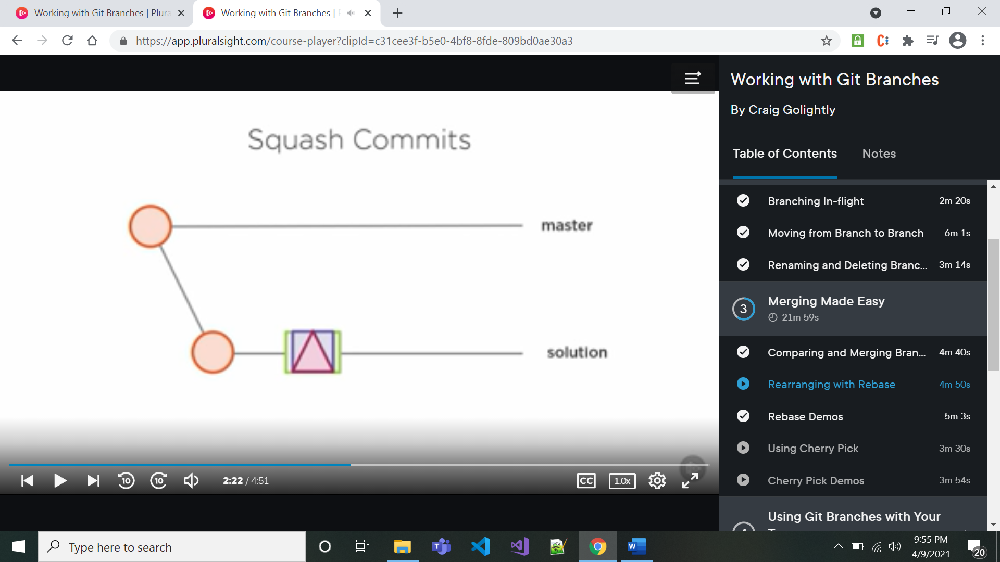 Working with Git Branches | Plura
Working with Git Branches |
https://app.pluralsight.com/course-player?clipId=c31cee3f-b5e0-4bf8-8fde-809bd0ae30a3
Squash Commits
master
solution
10
10
2:22 / 4:51
CC
1.0x
Working with Git Branches
By Craig Golightly
Table of Contents
Notes
Branching In-flight 2m 20s
Moving from Branch to Branch 6m 1s
Renaming and Deleting Branc... 3m 14s
3
Merging Made Easy
21m 59s
Comparing and Merging Bran... 4m 40s
Rearranging with Rebase 4m 50s
Rebase Demos 5m 3s
Using Cherry Pick 3m 30s
Cherry Pick Demos 3m 54s
Using Git Branches with Your
Type here to search
9:55 PM
4/9/2021
20